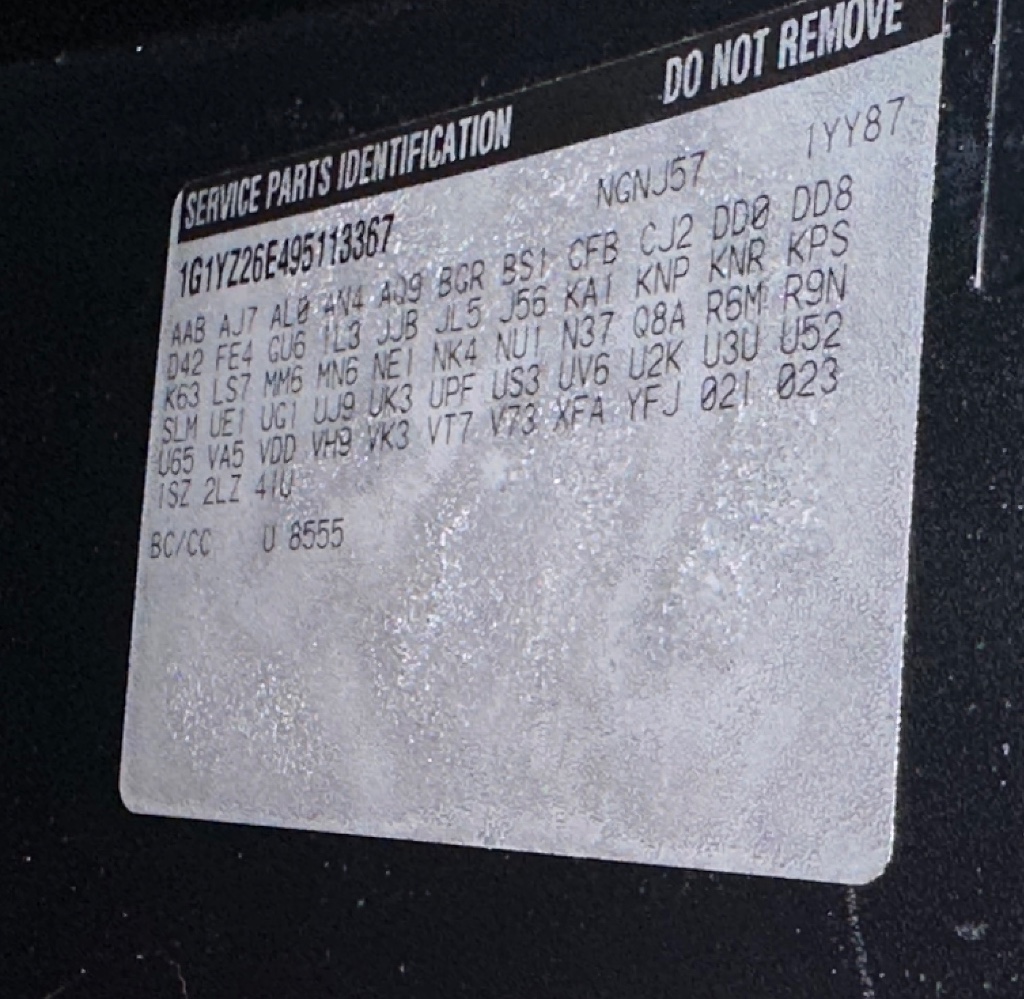 SERVICE PARTS IDENTIFICATION DO NOT REMOVE
1G1YZ26E495113367 NGNJ57 1YY87
AAB AJ7 AL0 AN4 AQ9 BCR BS1 CFB CJ2 DD0 DD8
D42 FE4 GU6 IL3 JJB JL5 J56 KA1 KNP KNR KPS
K63 LS7 MM6 MN6 NE1 NK4 NU1 N37 Q8A R6M R9N
SLM UE1 UG1 UJ9 UK3 UPF US3 UV6 U2K U3U U52
U65 VA5 VDD VH9 VK3 VT7 V73 XFA YFJ 02I 023
1SZ 2LZ 41U
BC/CC U 8555